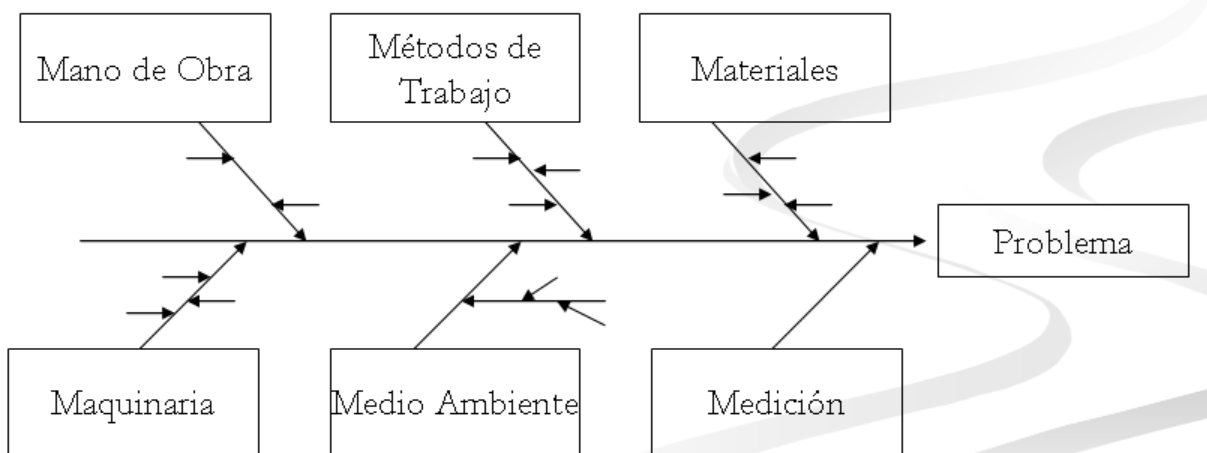 Mano de Obra
Métodos de
Trabajo
Materiales
Problema
Maquinaria
Medio Ambiente
Medición